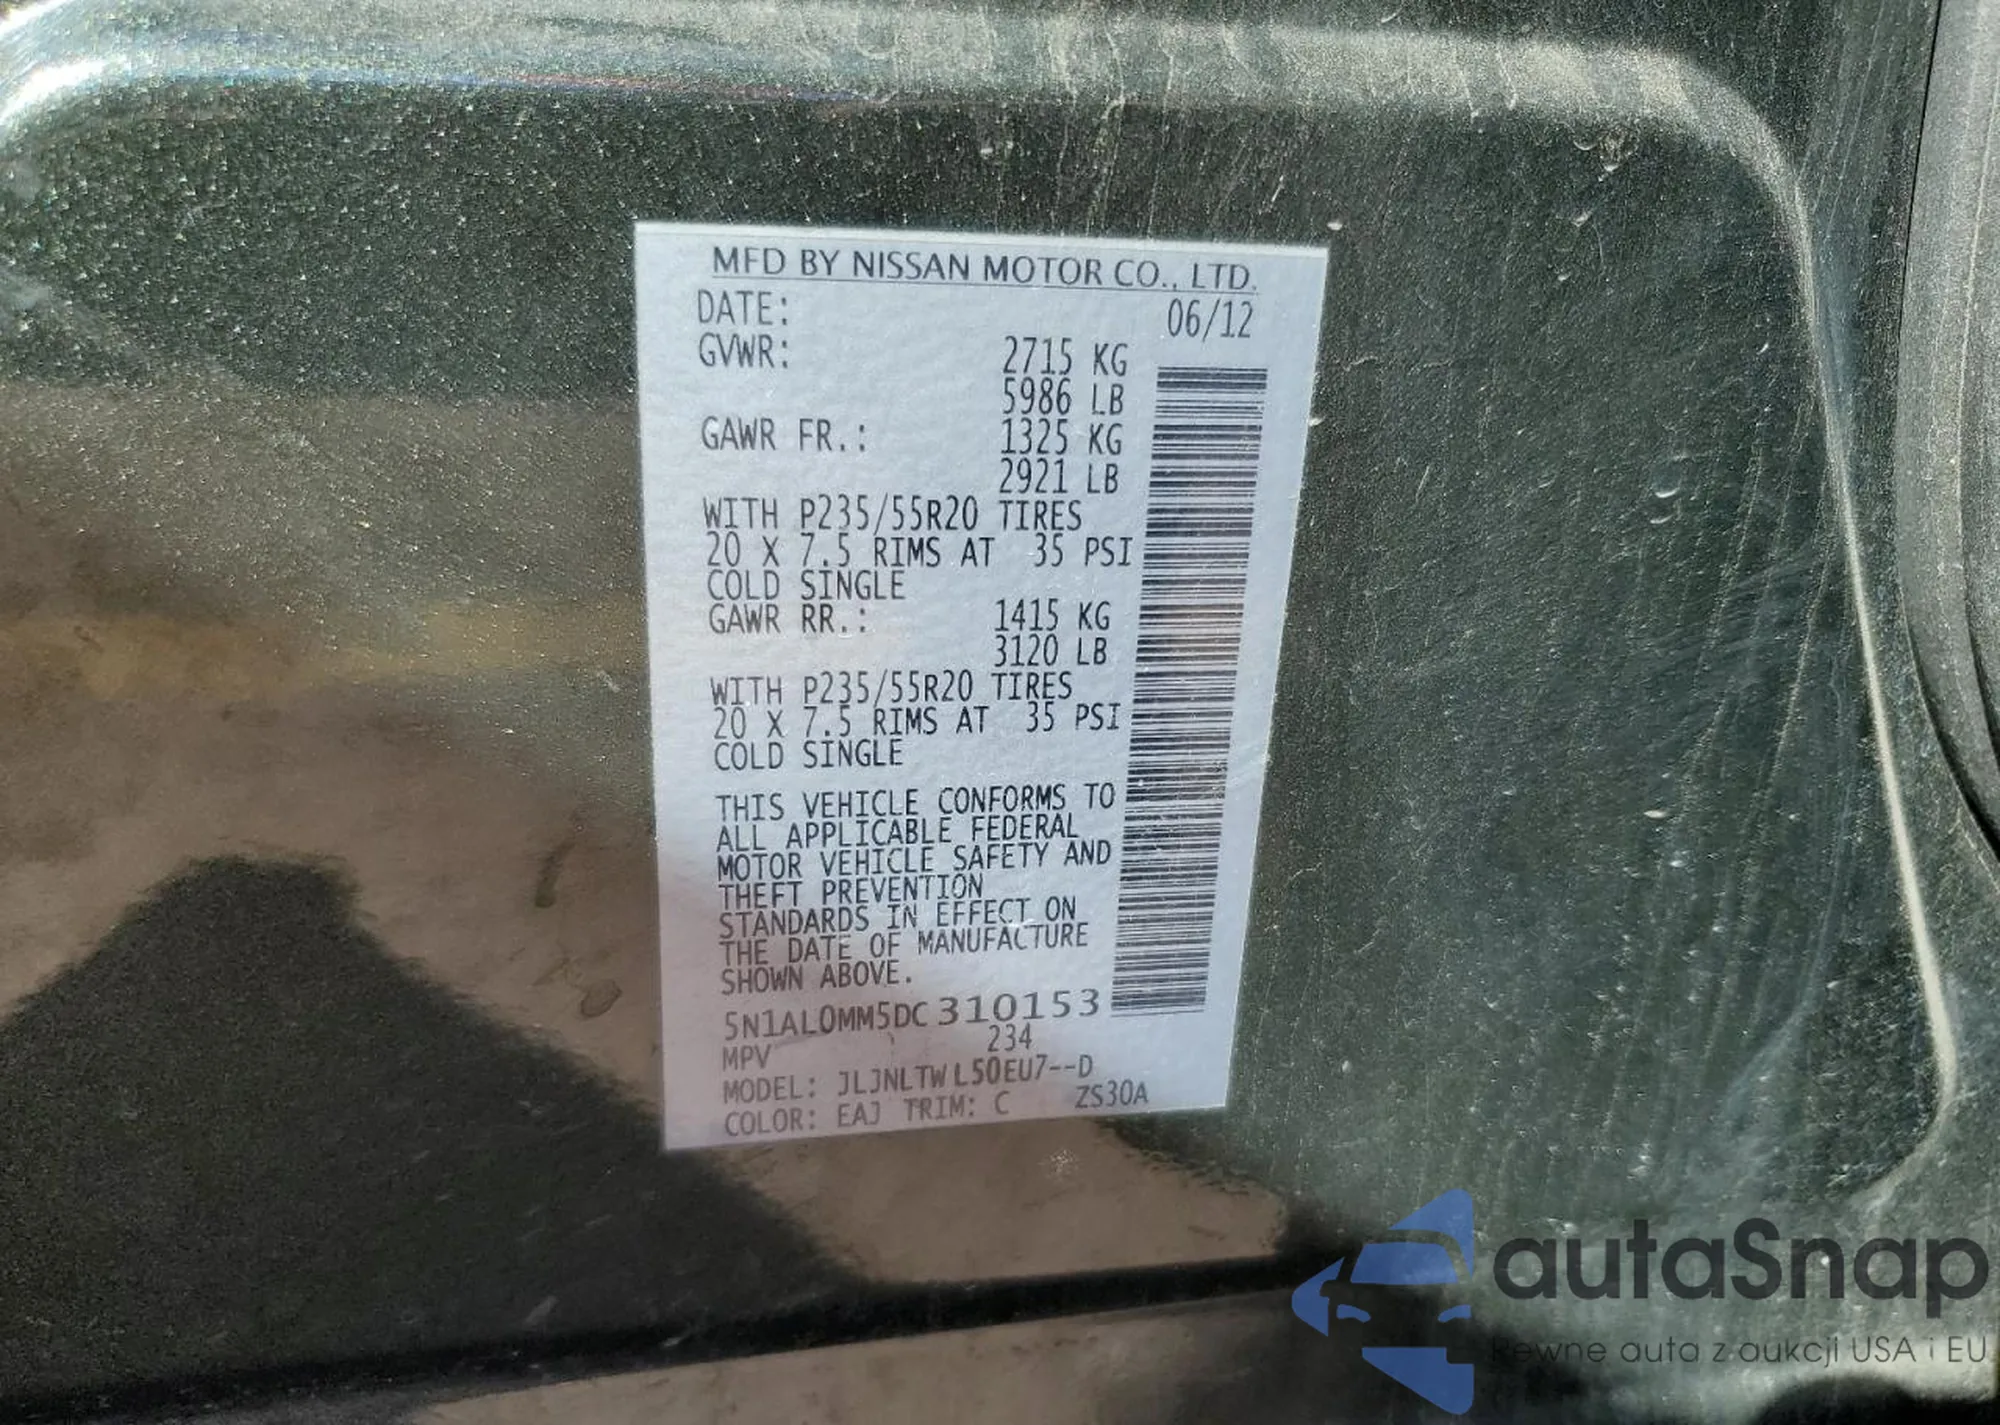 MFD BY NISSAN MOTOR CO., LTD.
DATE: 06/12
GVWR: 2715 KG
5986 LB
GAWR FR.: 1325 KG
2921 LB
WITH P235/55R20 TIRES
20 X 7.5 RIMS AT 35 PSI
COLD SINGLE
GAWR RR.: 1415 KG
3120 LB
WITH P235/55R20 TIRES
20 X 7.5 RIMS AT 35 PSI
COLD SINGLE
THIS VEHICLE CONFORMS TO
ALL APPLICABLE FEDERAL
MOTOR VEHICLE SAFETY AND
THEFT PREVENTION
STANDARDS IN EFFECT ON
THE DATE OF MANUFACTURE
SHOWN ABOVE.
5N1AL0MM5DC310153
MPV 234
MODEL: JLJNLTWL50EU7--D
COLOR: EAJ TRIM: C ZS30A
autaSnap
Pewne auta z aukcji USA i EU